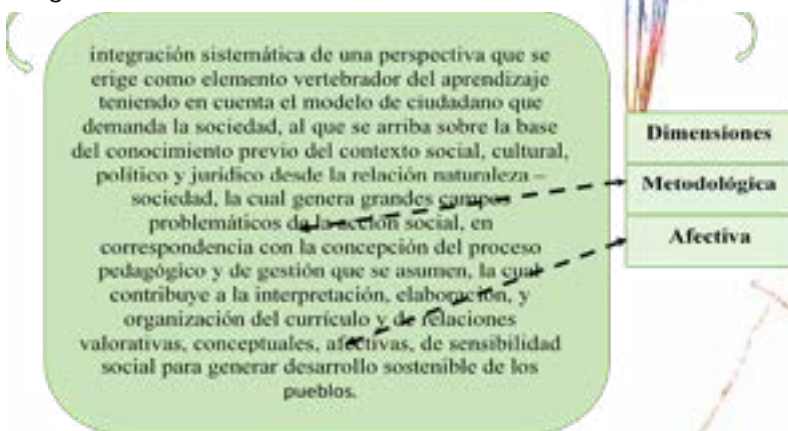 integración sistemática de una perspectiva que se
erige como elemento vertebrador del aprendizaje
teniendo en cuenta el modelo de ciudadano que
demanda la sociedad, al que se arriba sobre la base
del conocimiento previo del contexto social, cultural,
político y jurídico desde la relación naturaleza –
sociedad, la cual genera grandes campos
problemáticos de la acción social, en
correspondencia con la concepción del proceso
pedagógico y de gestión que se asumen, la cual
contribuye a la interpretación, elaboración, y
organización del currículo y de relaciones
valorativas, conceptuales, afectivas, de sensibilidad
social para generar desarrollo sostenible de los
pueblos.
Dimensiones
Metodológica
Afectiva